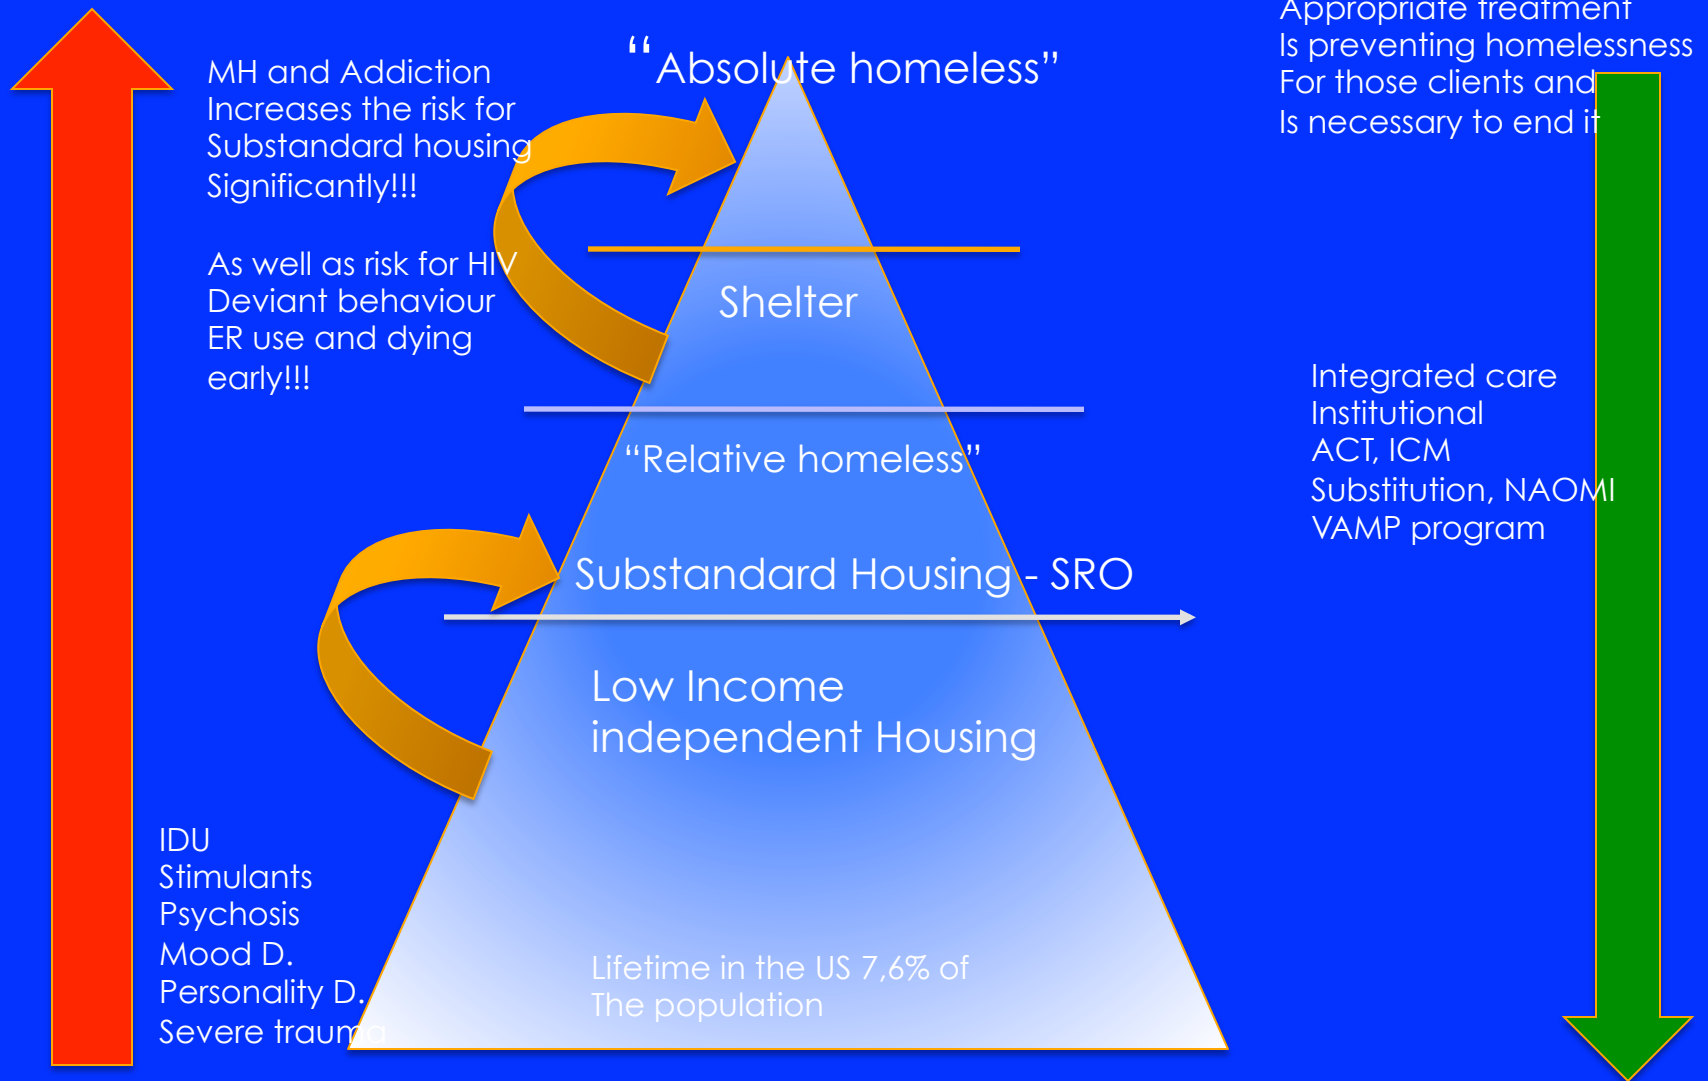 Appropriate treatment
Is preventing homelessness
For those clients and
Is necessary to end it
“Absolute homeless”
MH and Addiction
Increases the risk for
Substandard housing
Significantly!!!
As well as risk for HIV
Deviant behaviour
ER use and dying
early!!!
Shelter
Integrated care
Institutional
ACT, ICM
Substitution, NAOMI
VAMP program
“Relative homeless”
Substandard Housing - SRO
Low Income
independent Housing
IDU
Stimulants
Psychosis
Mood D.
Personality D.
Severe trauma
Lifetime in the US 7,6% of
The population